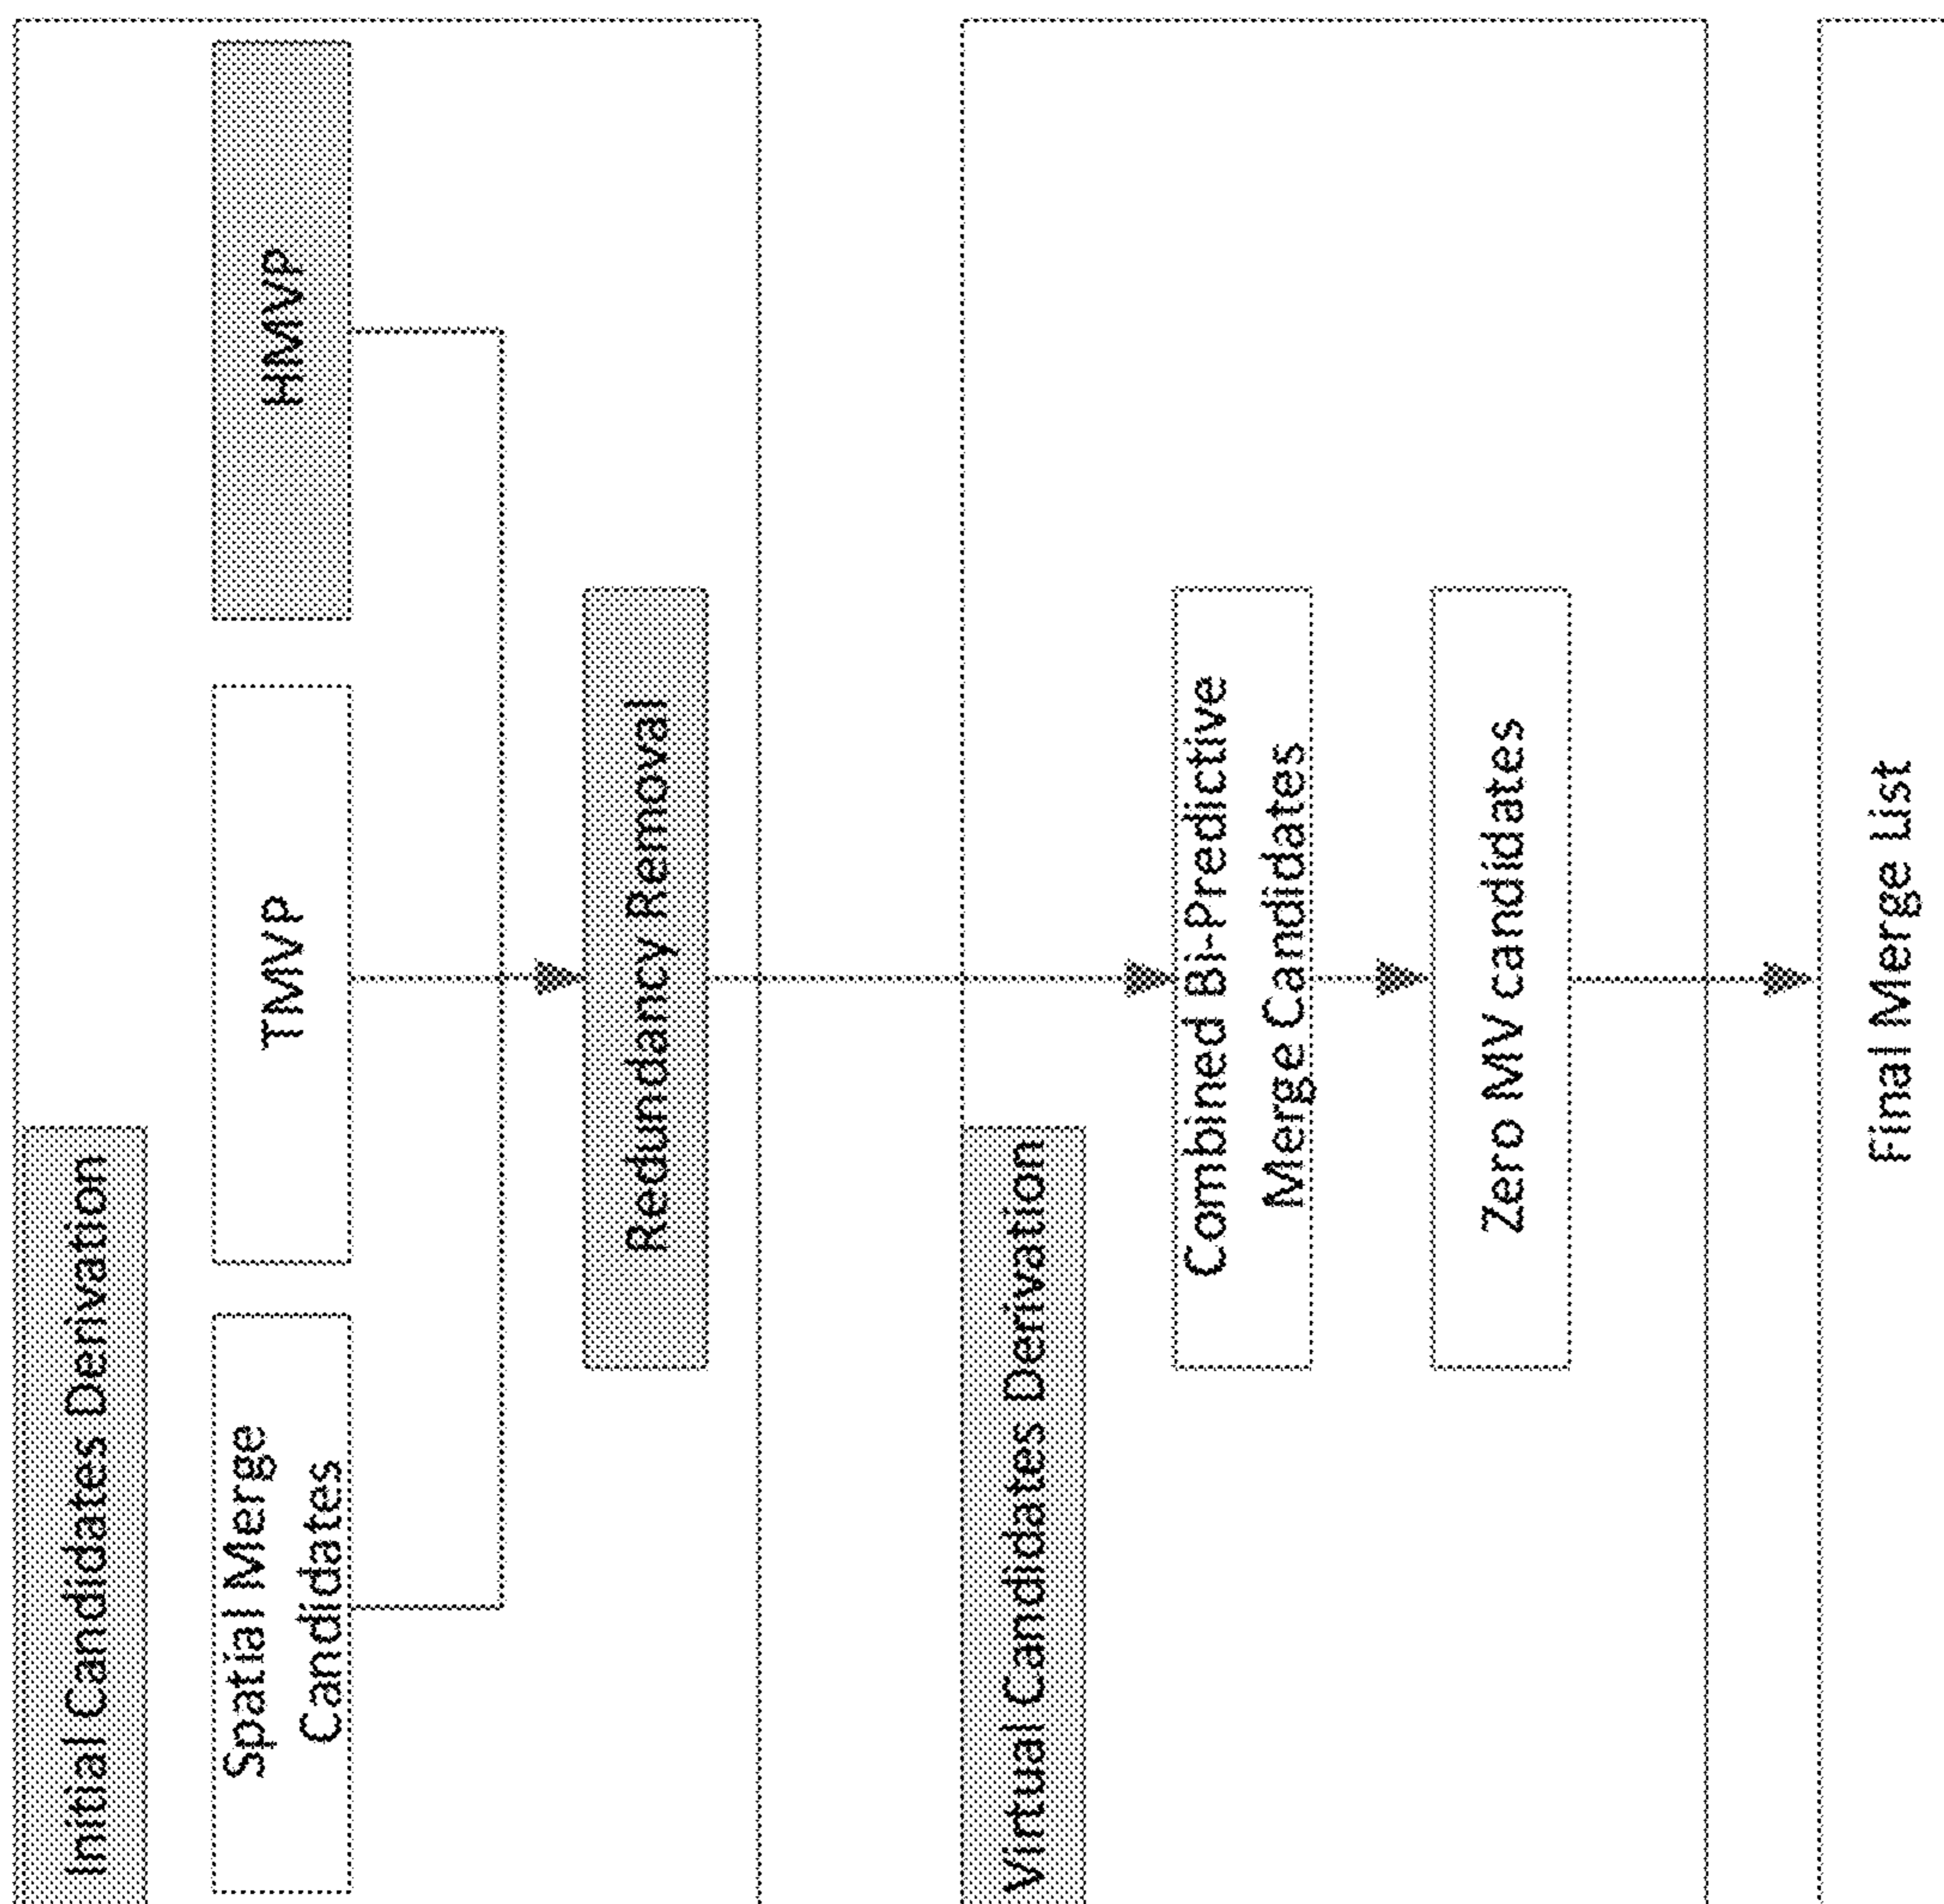 Initial Candidates Derivation
Spatial Merge
Candidates
TMVP
HMVP
Redundancy Removal
Virtual Candidates Derivation
Combined Bi-Predictive
Merge Candidates
Zero MV candidates
Final Merge List